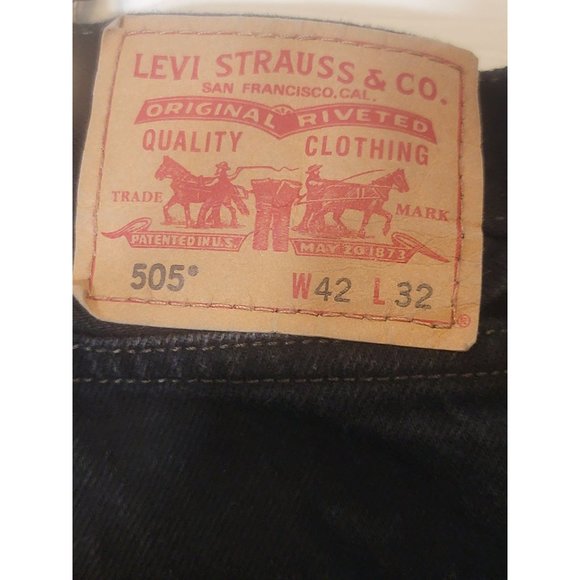 LEVI STRAUSS & CO.
SAN FRANCISCO, CAL.
ORIGINAL RIVETED
QUALITY CLOTHING
TRADE MARK
PATENTED IN U.S. MAY 20 1873
505® W42 L32
®